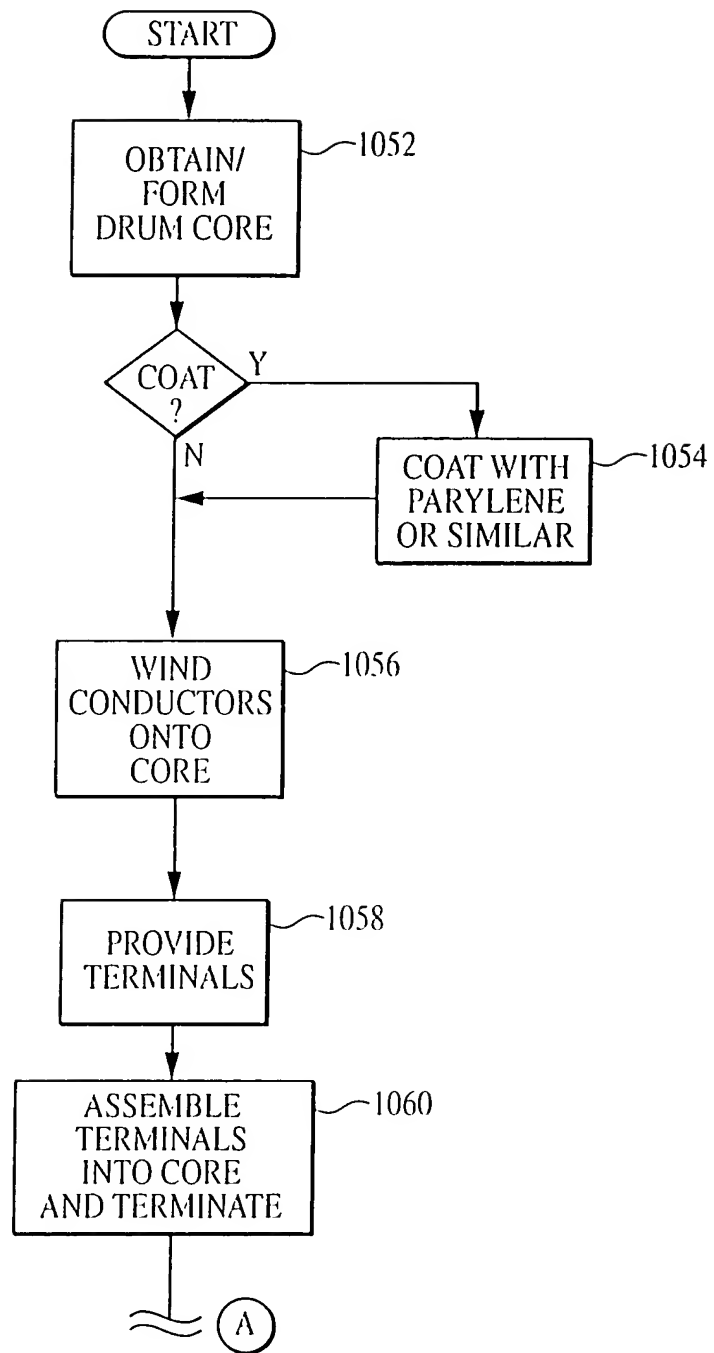 START
1052
OBTAIN/
FORM
DRUM CORE
COAT
?
Y
N
1054
COAT WITH
PARYLENE
OR SIMILAR
1056
WIND
CONDUCTORS
ONTO
CORE
1058
PROVIDE
TERMINALS
1060
ASSEMBLE
TERMINALS
INTO CORE
AND TERMINATE
A